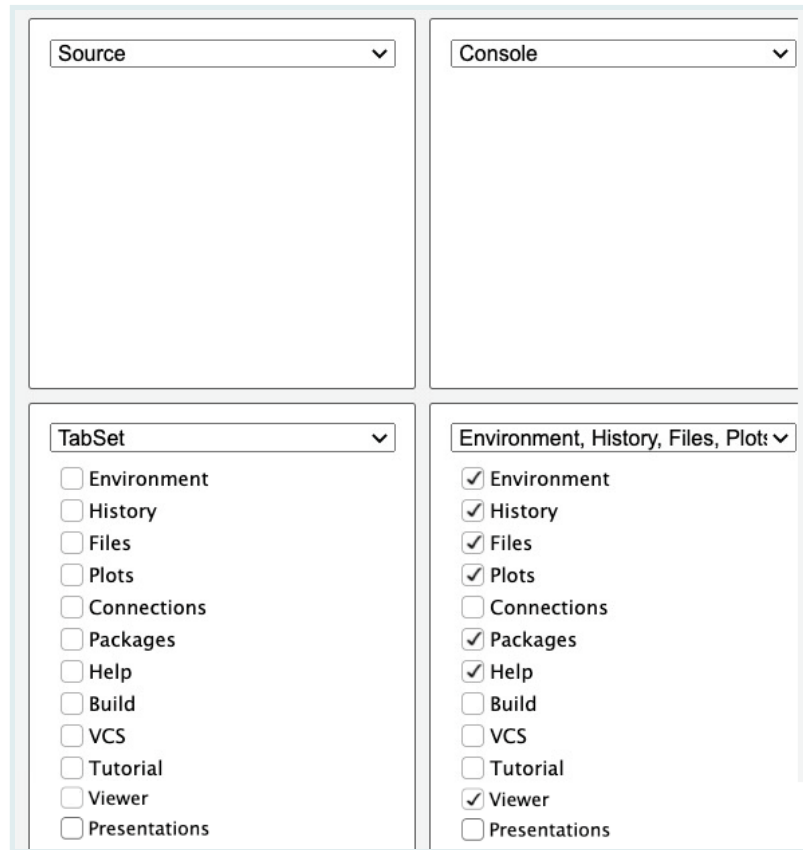 Source
Console
TabSet
Environment
History
Files
Plots
Connections
Packages
Help
Build
VCS
Tutorial
Viewer
Presentations
Environment, History, Files, Plots
Environment
History
Files
Plots
Connections
Packages
Help
Build
VCS
Tutorial
Viewer
Presentations